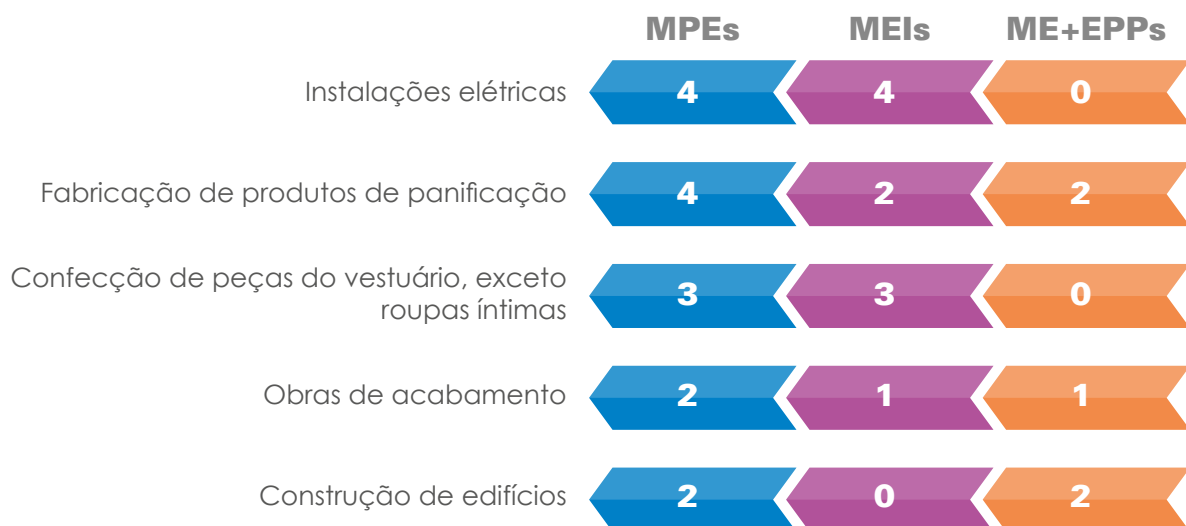 MPEs MEIs ME+EPPs
Instalações elétricas 4 4 0
Fabricação de produtos de panificação 4 2 2
Confecção de peças do vestuário, exceto
roupas íntimas 3 3 0
Obras de acabamento 2 1 1
Construção de edifícios 2 0 2